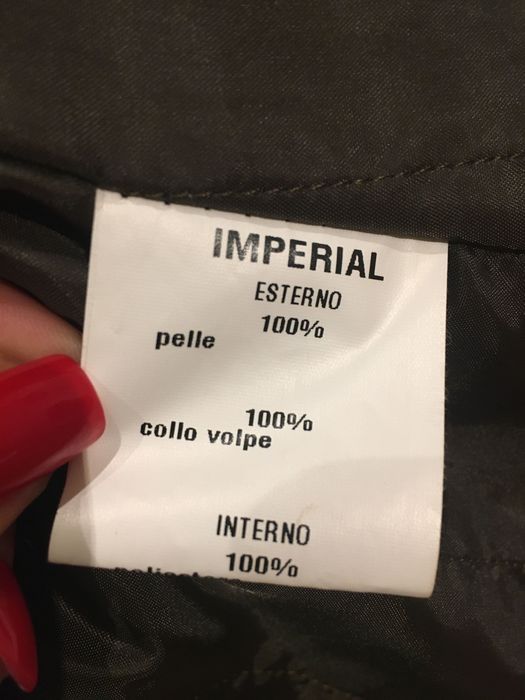 IMPERIAL
ESTERNO
100%
pelle
100%
collo volpe
INTERNO
100%